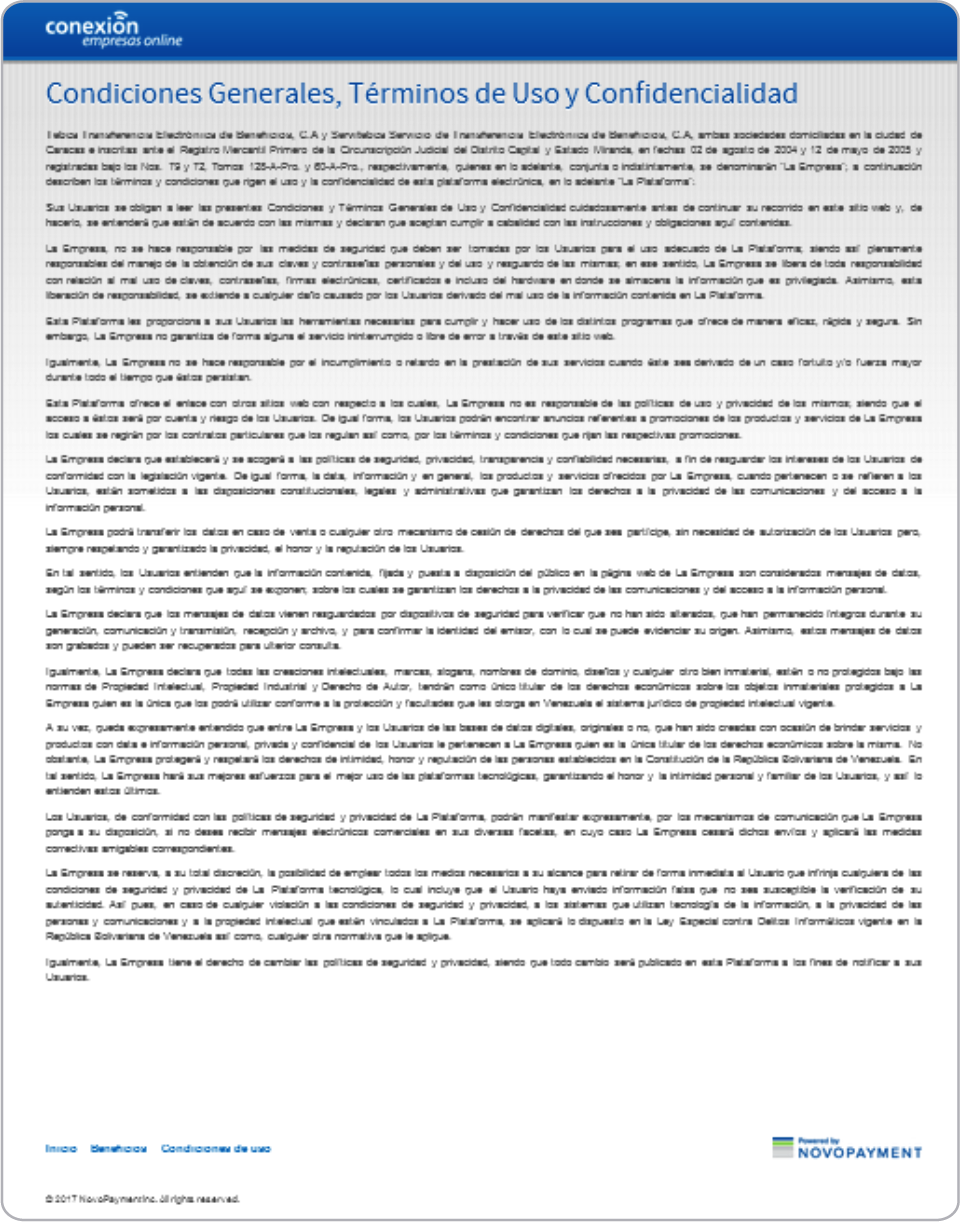 conexión
empresas online
Condiciones Generales, Términos de Uso y Confidencialidad
Tebca Transferencia Electrónica de Beneficios, C.A y Servitebca Servicio de Transferencia Electrónica de Beneficios, C.A, ambas sociedades domiciliadas en la ciudad de
Caracas e inscritas ante el Registro Mercantil Primero de la Circunscripción Judicial del Distrito Capital y Estado Miranda, en fechas 02 de agosto de 2004 y 12 de mayo de 2005 y
registradas bajo los Nos. 79 y 72, Tomos 128-A-Pro. y 60-A-Pro., respectivamente, quienes en lo adelante, conjunta o indistintamente, se denominarán "La Empresa"; a continuación
describen los términos y condiciones que rigen el uso y la confidencialidad de esta plataforma electrónica, en lo adelante "La Plataforma":
Sus Usuarios se obligan a leer las presentes Condiciones y Términos Generales de Uso y Confidencialidad cuidadosamente antes de continuar su recorrido en este sitio web y, de
hacerlo, se entenderá que están de acuerdo con las mismas y declaran que aceptan cumplir a cabalidad con las instrucciones y obligaciones aquí contenidas.
La Empresa, no se hace responsable por las medidas de seguridad que deben ser tomadas por los Usuarios para el uso adecuado de La Plataforma, siendo así plenamente
responsables del manejo de la obtención de sus claves y contraseñas personales y del uso y resguardo de las mismas; en ese sentido, La Empresa se libera de toda responsabilidad
con relación al mal uso de claves, contraseñas, firmas electrónicas, certificados e incluso del hardware en donde se almacena la información que es privilegiada. Asimismo, esta
liberación de responsabilidad, se extiende a cualquier daño causado por los Usuarios derivado del mal uso de la información contenida en La Plataforma.
Esta Plataforma les proporciona a sus Usuarios las herramientas necesarias para cumplir y hacer uso de los distintos programas que ofrece de manera eficaz, rápida y segura. Sin
embargo, La Empresa no garantiza de forma alguna el servicio ininterrumpido o libre de error a través de este sitio web.
Igualmente, La Empresa no se hace responsable por el incumplimiento o retardo en la prestación de sus servicios cuando éste sea derivado de un caso fortuito y/o fuerza mayor
durante todo el tiempo que éstos persistan.
Esta Plataforma ofrece el enlace con otros sitios web con respecto a los cuales, La Empresa no es responsable de las políticas de uso y privacidad de los mismos; siendo que el
acceso a éstos será por cuenta y riesgo de los Usuarios. De igual forma, los Usuarios podrán encontrar anuncios referentes a promociones de los productos y servicios de La Empresa
los cuales se regirán por los contratos particulares que los regulan así como, por los términos y condiciones que rijan las respectivas promociones.
La Empresa declara que establecerá y se acogerá a las políticas de seguridad, privacidad, transparencia y confiabilidad necesarias, a fin de resguardar los intereses de los Usuarios de
conformidad con la legislación vigente. De igual forma, la data, información y en general, los productos y servicios ofrecidos por La Empresa, cuando pertenecen o se refieren a los
Usuarios, están sometidos a las disposiciones constitucionales, legales y administrativas que garantizan los derechos a la privacidad de las comunicaciones y del acceso a la
información personal.
La Empresa podrá transferir los datos en caso de venta o cualquier otro mecanismo de cesión de derechos del que sea partícipe, sin necesidad de autorización de los Usuarios pero,
siempre respetando y garantizado la privacidad, el honor y la reputación de los Usuarios.
En tal sentido, los Usuarios entienden que la información contenida, fijada y puesta a disposición del público en la página web de La Empresa son considerados mensajes de datos,
según los términos y condiciones que aquí se exponen, sobre los cuales se garantizan los derechos a la privacidad de las comunicaciones y del acceso a la información personal.
La Empresa declara que los mensajes de datos vienen resguardados por dispositivos de seguridad para verificar que no han sido alterados, que han permanecido íntegros durante su
generación, comunicación y transmisión, recepción y archivo, y para confirmar la identidad del emisor, con lo cual se puede evidenciar su origen. Asimismo, estos mensajes de datos
son grabados y pueden ser recuperados para ulterior consulta.
Igualmente, La Empresa declara que todas las creaciones intelectuales, marcas, slogans, nombres de dominio, diseños y cualquier otro bien inmaterial, estén o no protegidos bajo las
normas de Propiedad Intelectual, Propiedad Industrial y Derecho de Autor, tendrán como único titular de los derechos económicos sobre los objetos inmateriales protegidos a La
Empresa quien es la única que los podrá utilizar conforme a la protección y facultades que les otorga en Venezuela el sistema jurídico de propiedad intelectual vigente.
A su vez, queda expresamente entendido que entre La Empresa y los Usuarios de las bases de datos digitales, originales o no, que han sido creadas con ocasión de brindar servicios y
productos con data e información personal, privada y confidencial de los Usuarios le pertenecen a La Empresa quien es la única titular de los derechos económicos sobre la misma. No
obstante, La Empresa protegerá y respetará los derechos de intimidad, honor y reputación de las personas establecidos en la Constitución de la República Bolivariana de Venezuela. En
tal sentido, La Empresa hará sus mejores esfuerzos para el mejor uso de las plataformas tecnológicas, garantizando el honor y la intimidad personal y familiar de los Usuarios, y así lo
entienden estos últimos.
Los Usuarios, de conformidad con las políticas de seguridad y privacidad de La Plataforma, podrán manifestar expresamente, por los mecanismos de comunicación que La Empresa
ponga a su disposición, si no desea recibir mensajes electrónicos comerciales en sus diversas facetas, en cuyo caso La Empresa cesará dichos envíos y aplicará las medidas
correctivas amigables correspondientes.
La Empresa se reserva, a su total discreción, la posibilidad de emplear todos los medios necesarios a su alcance para retirar de forma inmediata al Usuario que infrinja cualquiera de las
condiciones de seguridad y privacidad de La Plataforma tecnológica, lo cual incluye que el Usuario haya enviado información falsa que no sea susceptible la verificación de su
autenticidad. Así pues, en caso de cualquier violación a las condiciones de seguridad y privacidad, a los sistemas que utilizan tecnología de la información, a la privacidad de las
personas y comunicaciones y a la propiedad intelectual que estén vinculados a La Plataforma, se aplicará lo dispuesto en la Ley Especial contra Delitos Informáticos vigente en la
República Bolivariana de Venezuela así como, cualquier otra normativa que le aplique.
Igualmente, La Empresa tiene el derecho de cambiar las políticas de seguridad y privacidad, siendo que todo cambio será publicado en esta Plataforma a los fines de notificar a sus
Usuarios.
Inicio Beneficios Condiciones de uso
Powered by
NOVOPAYMENT
© 2017 NovoPayment Inc. All rights reserved.